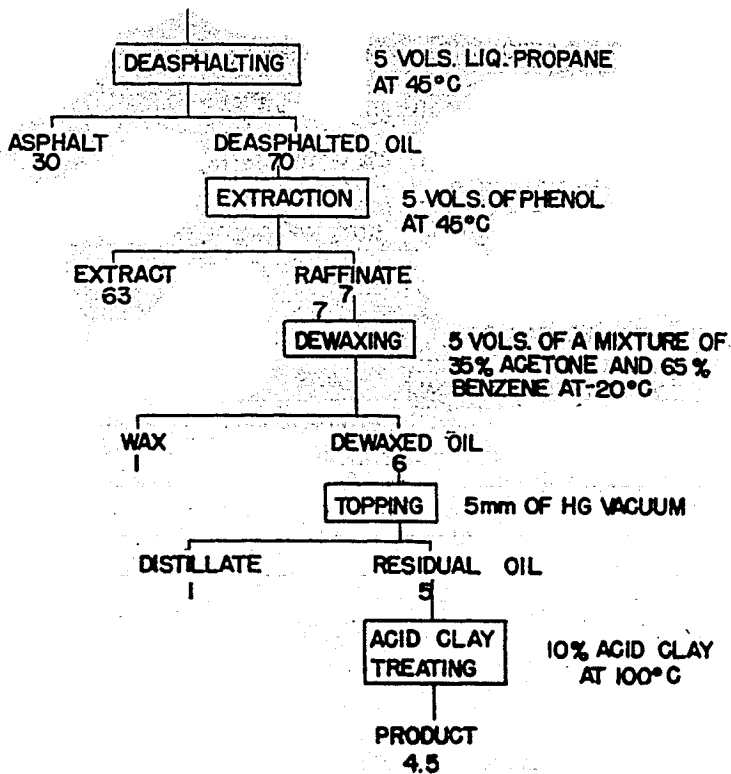 DEASPHALTING
5 VOLS. LIQ. PROPANE
AT 45°C
ASPHALT
30
DEASPHALTED OIL
70
EXTRACTION
5 VOLS. OF PHENOL
AT 45°C
EXTRACT
63
RAFFINATE
7
7
DEWAXING
5 VOLS. OF A MIXTURE OF
35% ACETONE AND 65%
BENZENE AT -20°C
WAX
1
DEWAXED OIL
6
TOPPING
5mm OF HG VACUUM
DISTILLATE
1
RESIDUAL OIL
5
ACID CLAY
TREATING
10% ACID CLAY
AT 100°C
PRODUCT
4.5